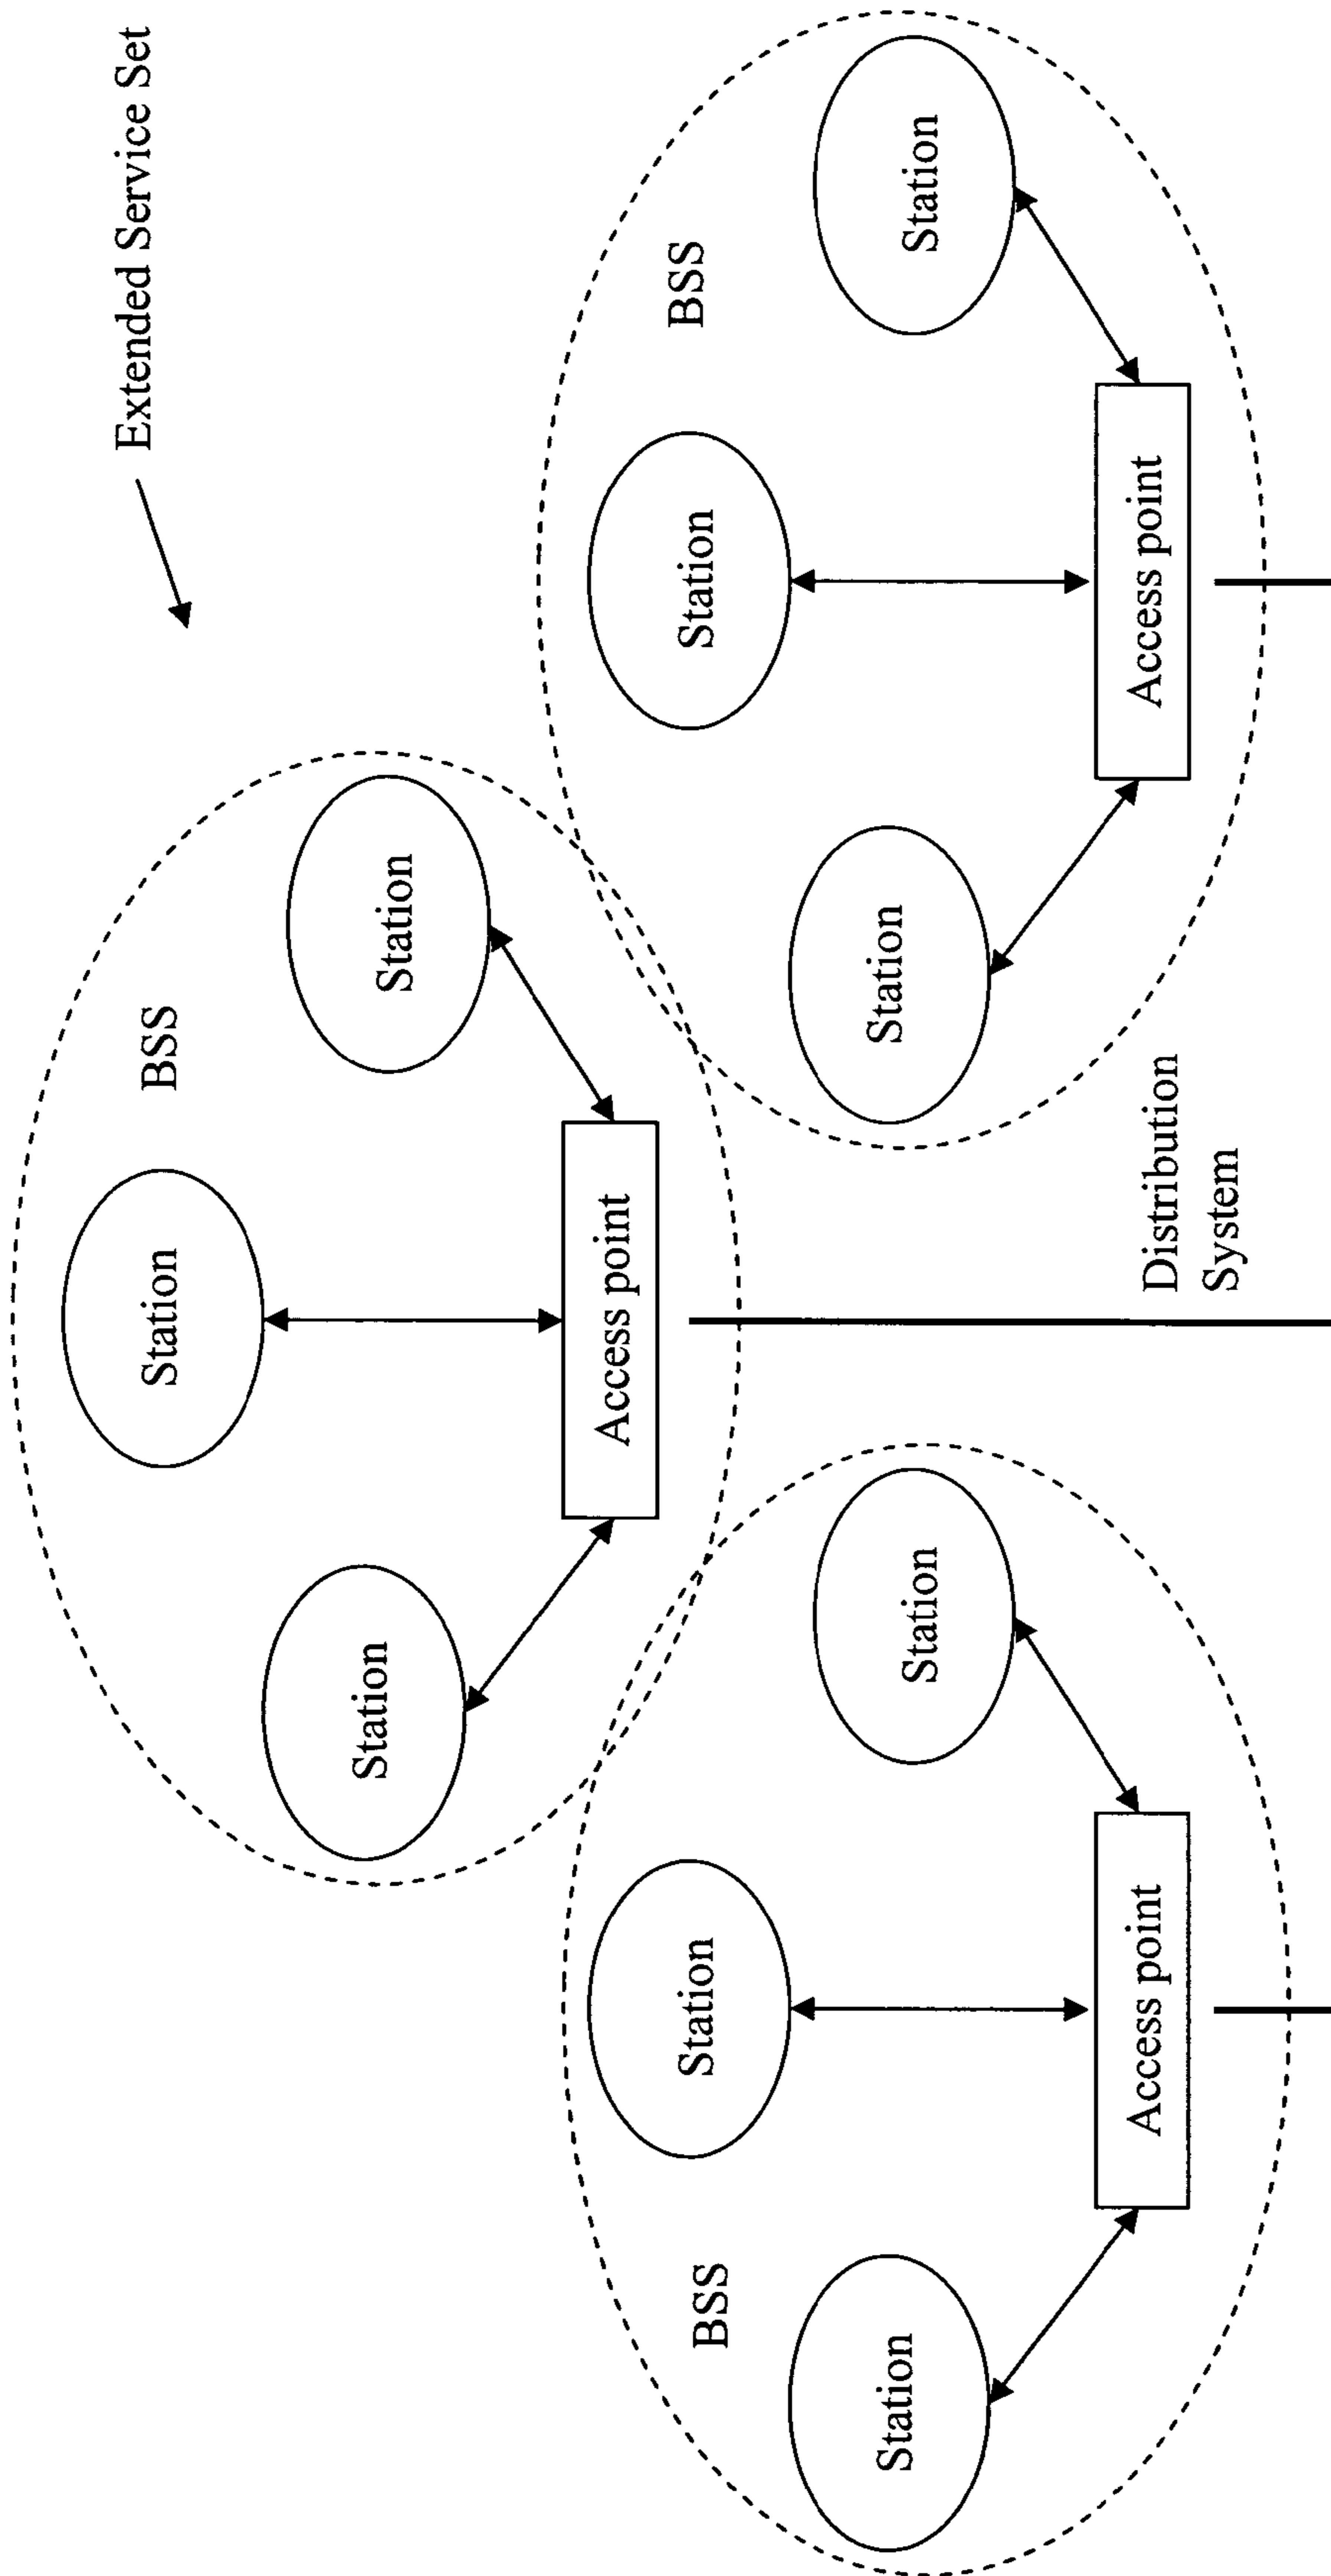 Extended Service Set
Station
BSS
Station
Station
Access point
BSS
Station
Station
Station
Access point
Station
BSS
Station
Station
Access point
Distribution
System